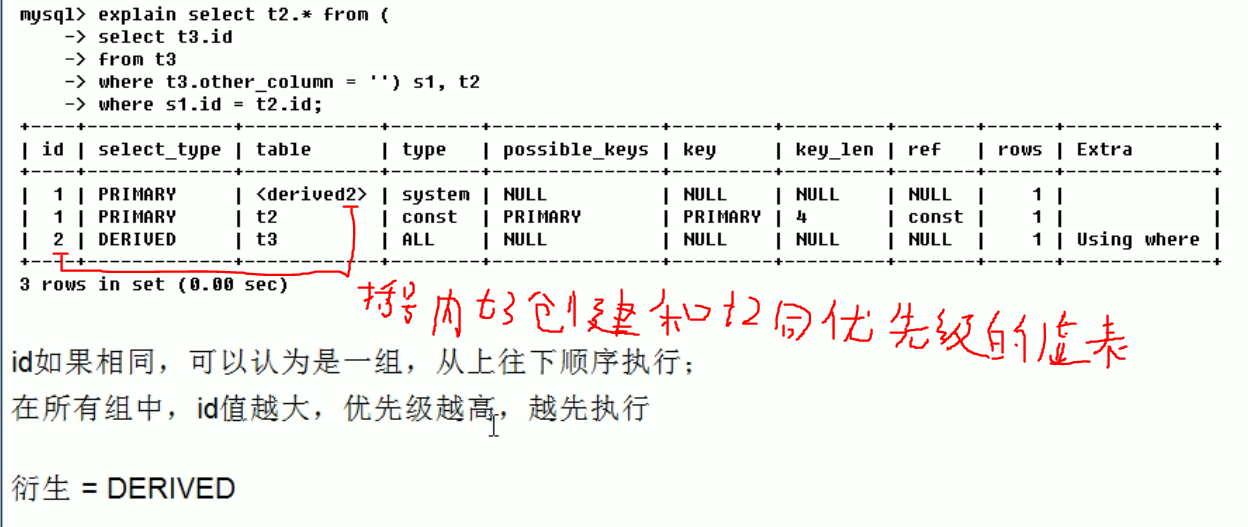 mysql> explain select t2.* from (
    -> select t3.id
    -> from t3
    -> where t3.other_column = '') s1, t2
    -> where s1.id = t2.id;
+----+-------------+------------+--------+---------------+---------+---------+-------+------+-------------+
| id | select_type | table      | type   | possible_keys | key     | key_len | ref   | rows | Extra       |
+----+-------------+------------+--------+---------------+---------+---------+-------+------+-------------+
| 1 | PRIMARY     | <derived2> | system | NULL          | NULL    | NULL    | NULL  |    1 |             |
| 1 | PRIMARY     | t2         | const  | PRIMARY       | PRIMARY | 4       | const |    1 |             |
| 2 | DERIVED     | t3         | ALL    | NULL          | NULL    | NULL    | NULL  |    1 | Using where |
+----+-------------+------------+--------+---------------+---------+---------+-------+------+-------------+
3 rows in set (0.00 sec)
括号内t3创建和t2同优先级的虚表
id如果相同，可以认为是一组，从上往下顺序执行；
在所有组中，id值越大，优先级越高，越先执行
衍生 = DERIVED